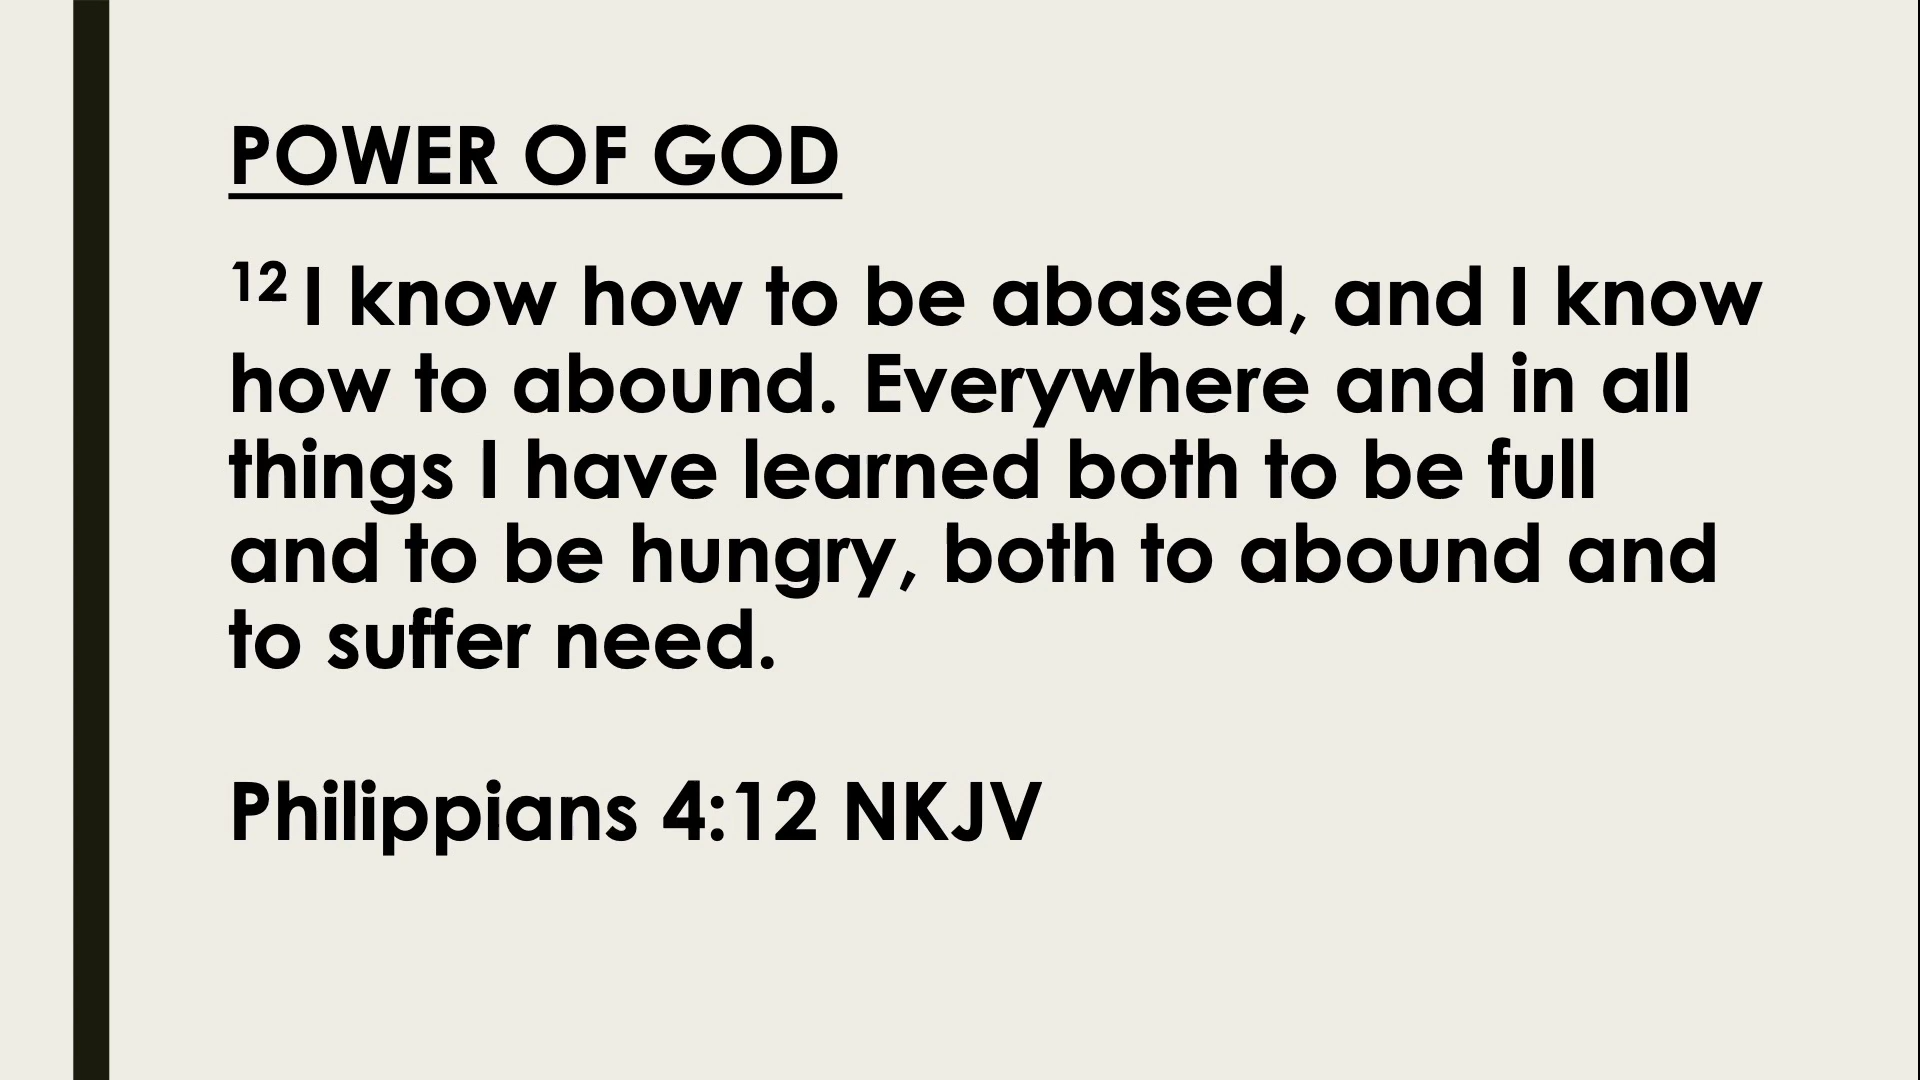 POWER OF GOD
12 I know how to be abased, and I know
how to abound. Everywhere and in all
things I have learned both to be full
and to be hungry, both to abound and
to suffer need.
Philippians 4:12 NKJV